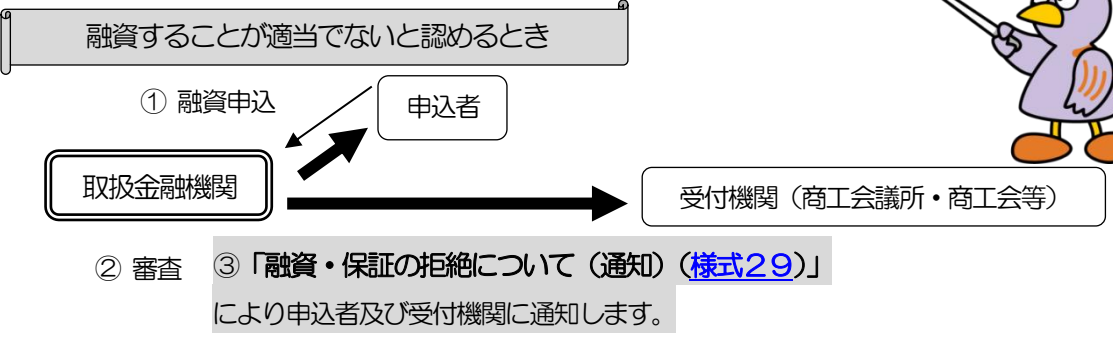 融資することが適当でないと認めるとき
① 融資申込
申込者
取扱金融機関
受付機関（商工会議所・商工会等）
② 審査
③「融資・保証の拒絶について（通知）（様式２９）」
により申込者及び受付機関に通知します。